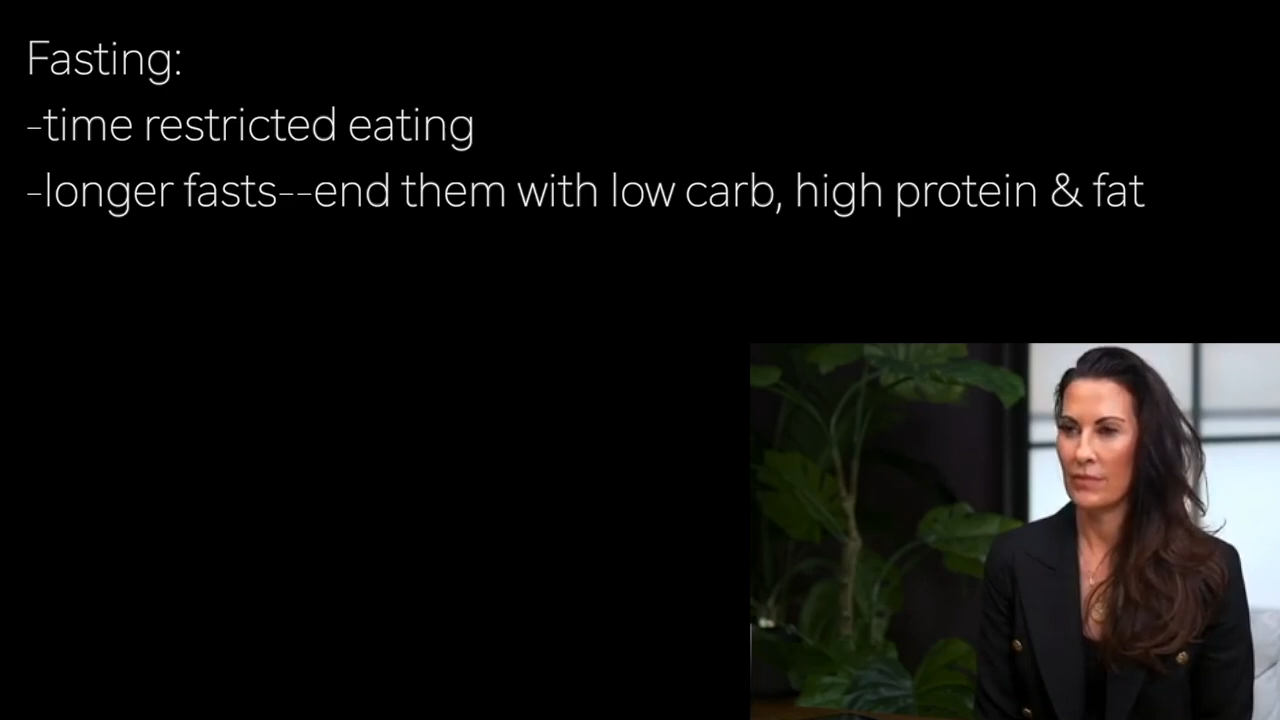 Fasting:
-time restricted eating
-longer fasts--end them with low carb, high protein & fat